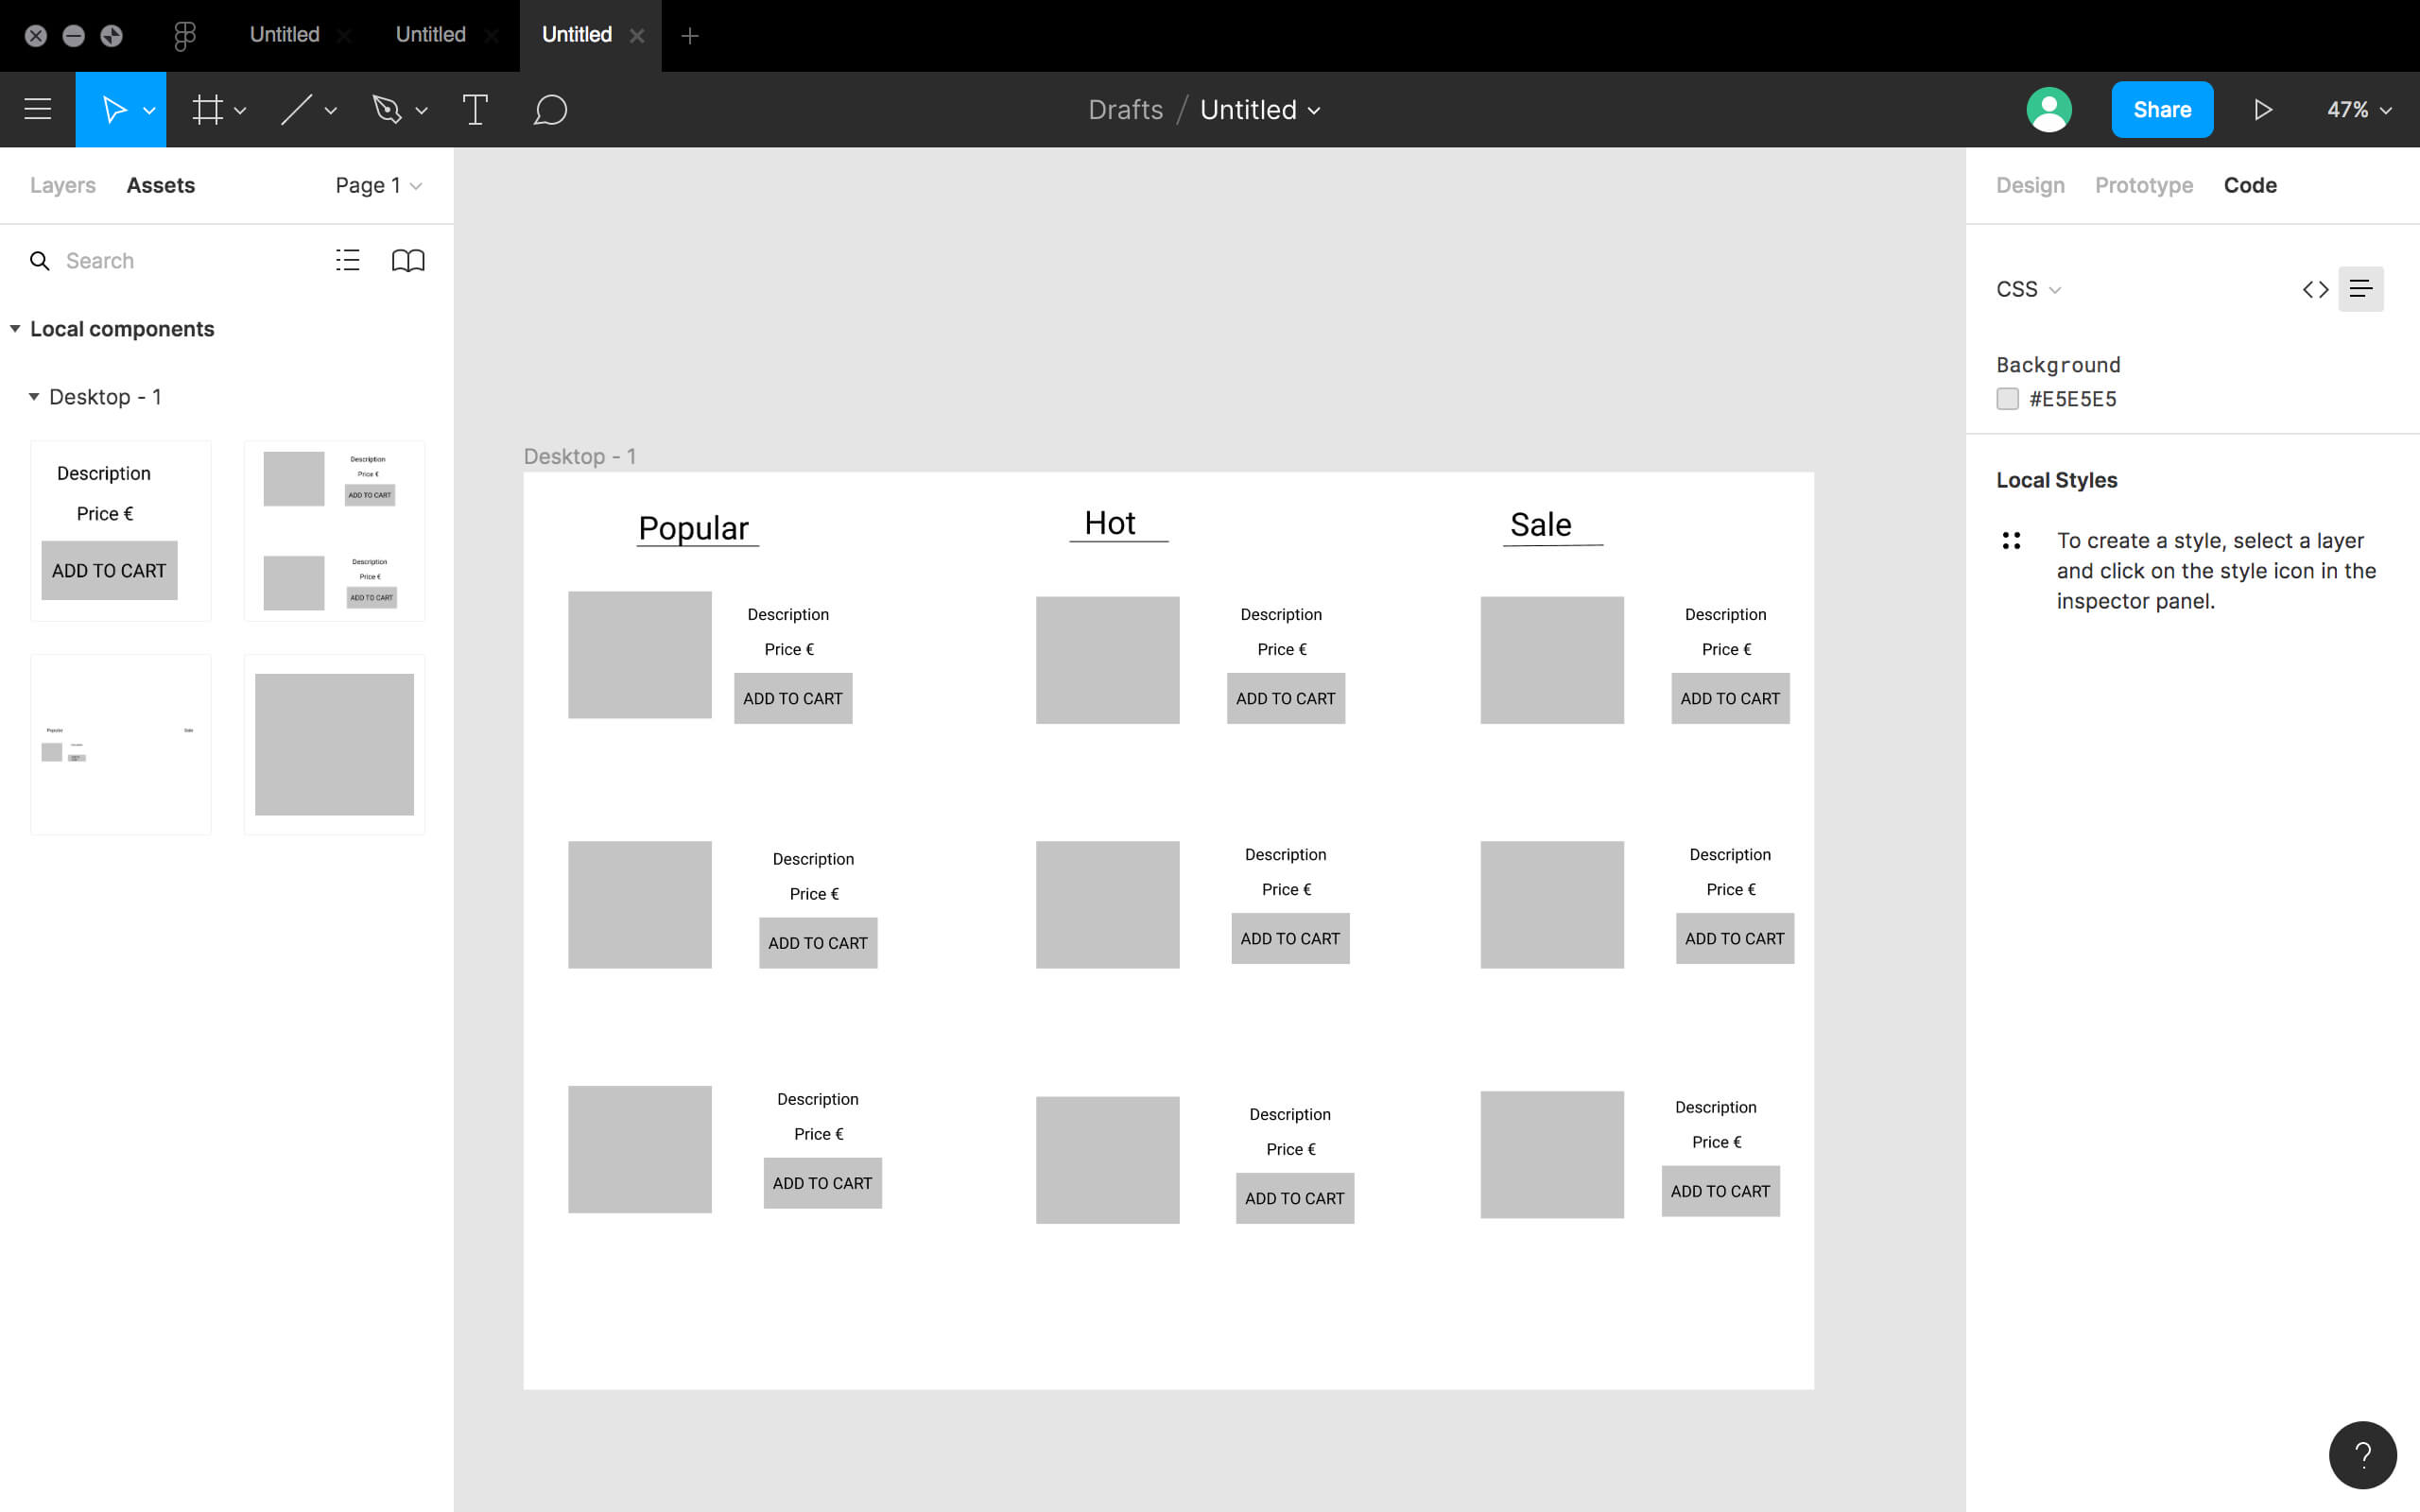 Untitled
Untitled
Untitled
Drafts / Untitled
Share
47%
Layers
Assets
Page 1
Search
Local components
Desktop - 1
Description
Price €
ADD TO CART
Description
Price €
ADD TO CART
Description
Price €
ADD TO CART
Popular
Sale
Desktop - 1
Popular
Hot
Sale
Description
Price €
ADD TO CART
Description
Price €
ADD TO CART
Description
Price €
ADD TO CART
Description
Price €
ADD TO CART
Description
Price €
ADD TO CART
Description
Price €
ADD TO CART
Description
Price €
ADD TO CART
Description
Price €
ADD TO CART
Description
Price €
ADD TO CART
Design
Prototype
Code
CSS
Background
#E5E5E5
Local Styles
To create a style, select a layer
and click on the style icon in the
inspector panel.
?